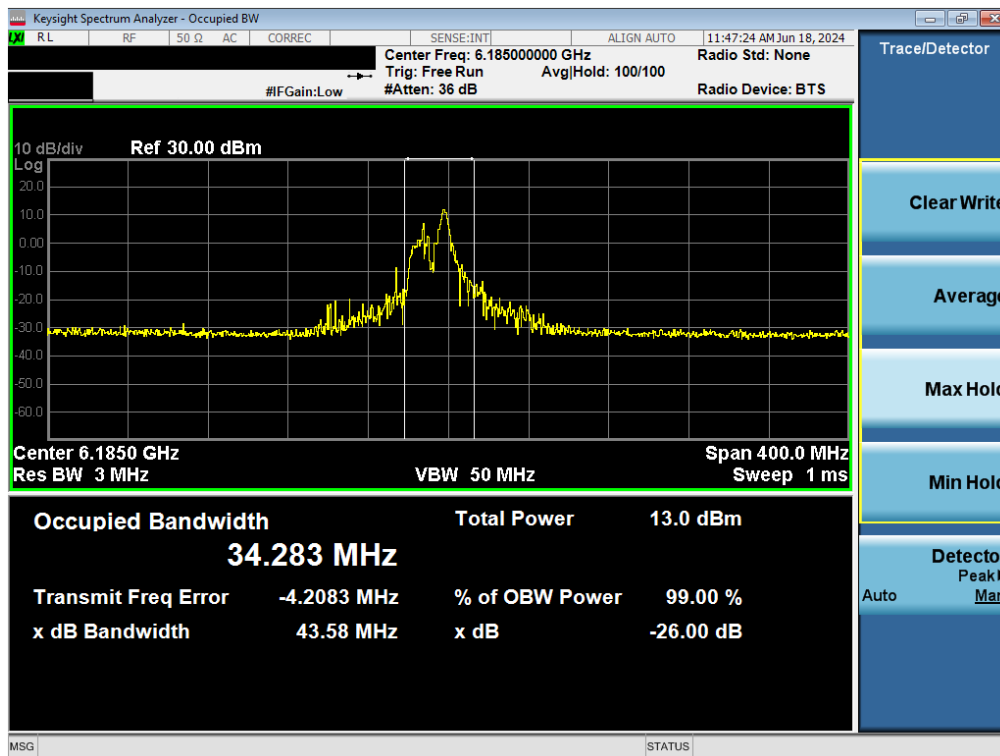 Keysight Spectrum Analyzer - Occupied BW
LXI RL RF 50 Ω AC CORREC SENSE:INT ALIGN AUTO 11:47:24 AM Jun 18, 2024
Center Freq: 6.185000000 GHz Radio Std: None
Trig: Free Run Avg|Hold: 100/100
#IFGain:Low #Atten: 36 dB Radio Device: BTS
Trace/Detector
10 dB/div Ref 30.00 dBm
Log
20.0
10.0
0.00
-10.0
-20.0
-30.0
-40.0
-50.0
-60.0
Center 6.1850 GHz Span 400.0 MHz
Res BW 3 MHz VBW 50 MHz Sweep 1 ms
Occupied Bandwidth Total Power 13.0 dBm
34.283 MHz
Transmit Freq Error -4.2083 MHz % of OBW Power 99.00 %
x dB Bandwidth 43.58 MHz x dB -26.00 dB
Clear Write
Average
Max Hold
Min Hold
Detecto
Peak
Auto Man
MSG STATUS